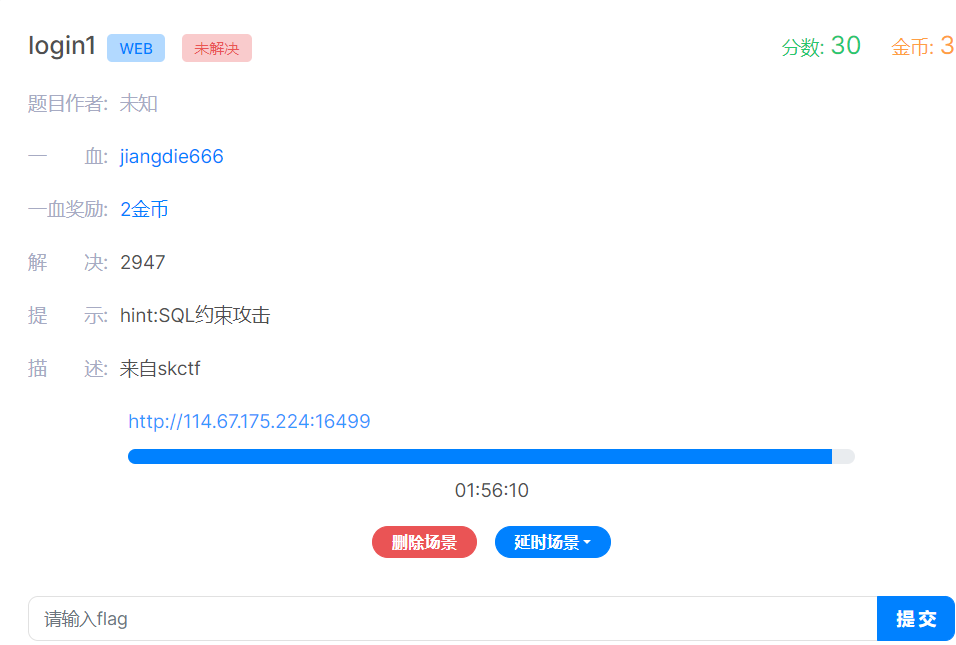 login1 WEB 未解决 分数: 30 金币: 3
题目作者: 未知
一 血: jiangdie666
一血奖励: 2金币
解 决: 2947
提 示: hint:SQL约束攻击
描 述: 来自skctf
http://114.67.175.224:16499
01:56:10
删除场景 延时场景
请输入flag 提 交